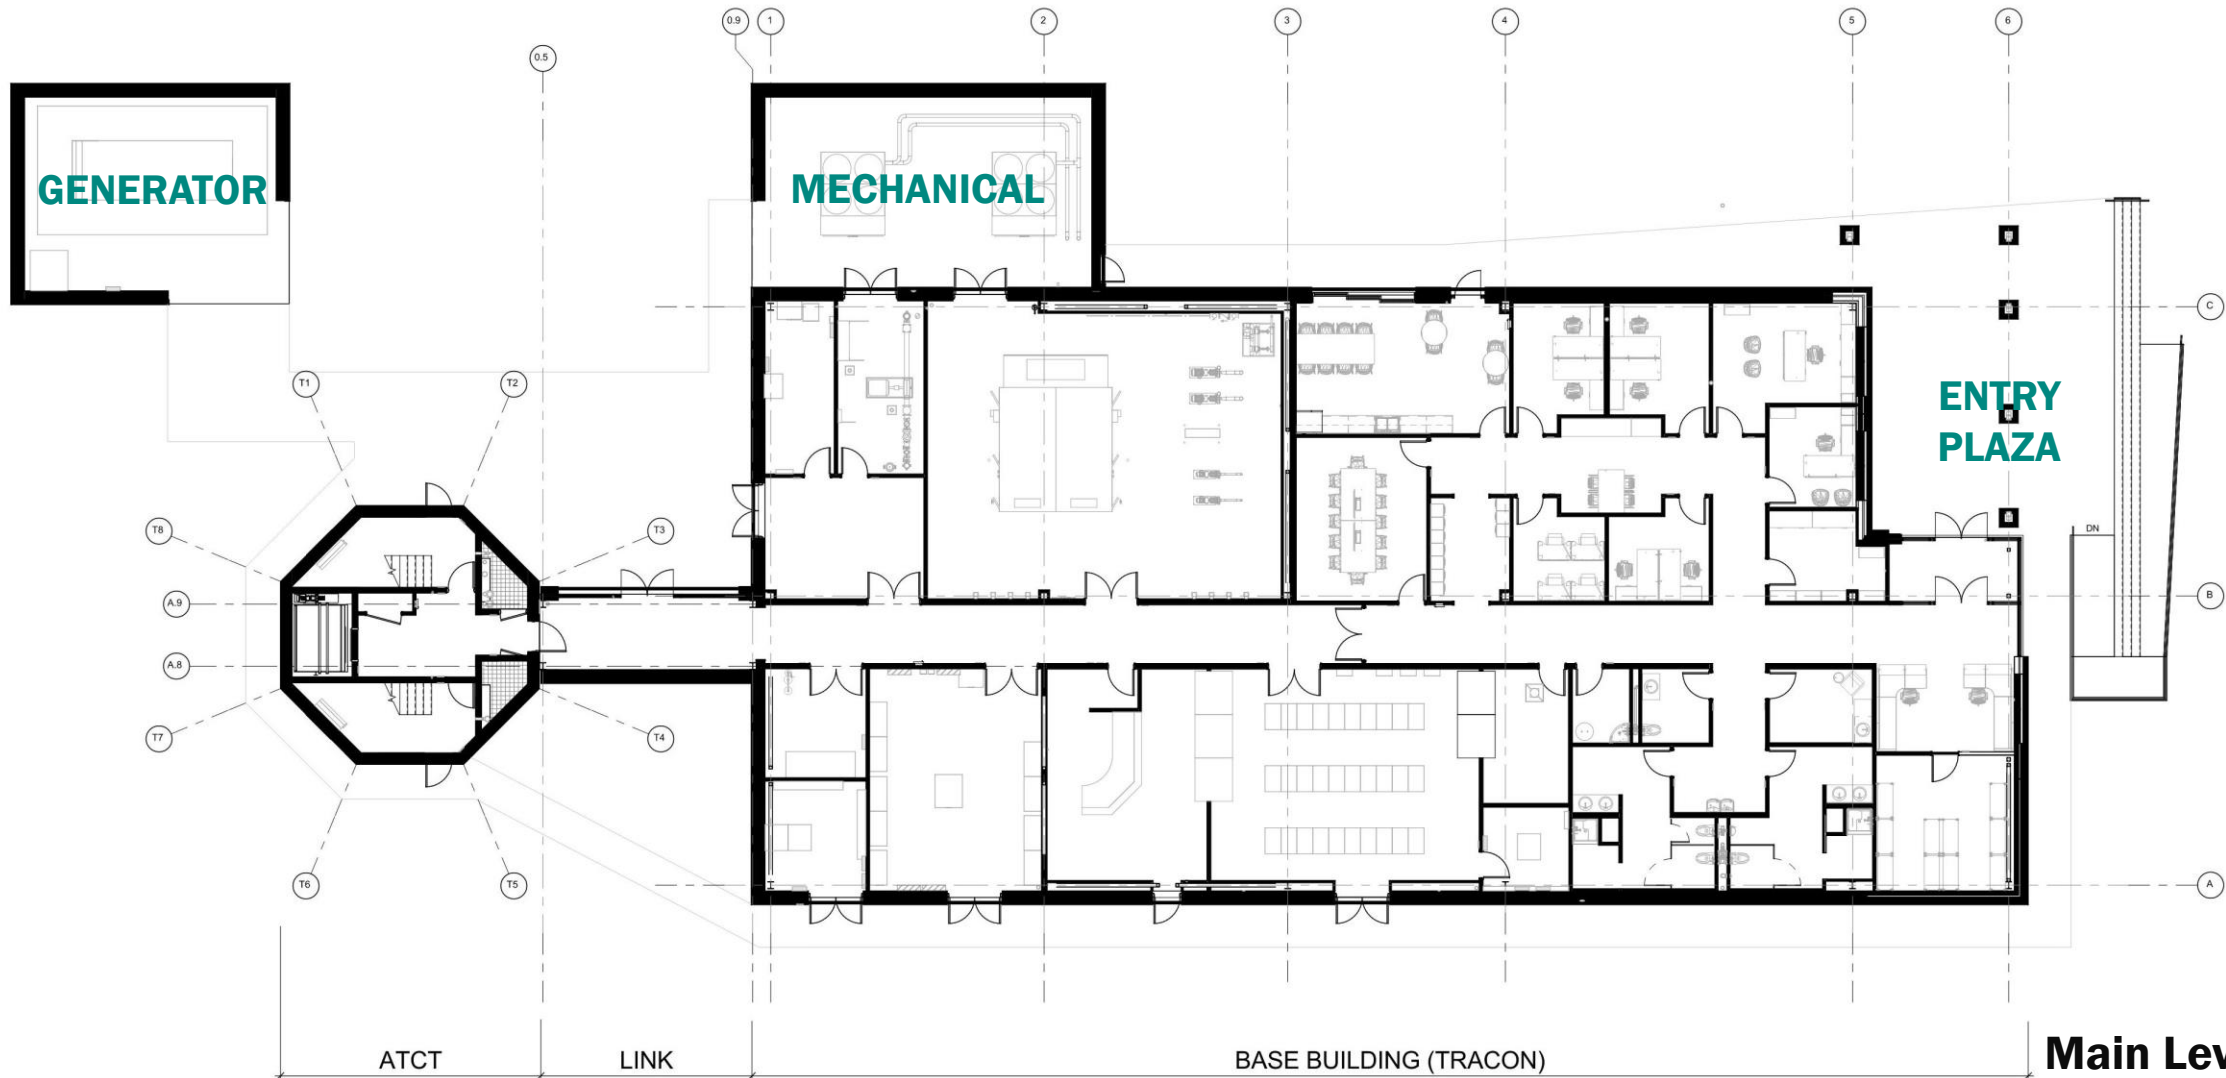 0.9
1
2
3
4
5
6
0.5
GENERATOR
MECHANICAL
C
T1
T2
ENTRY
PLAZA
T8
T3
DN
A.9
B
A.8
T7
T4
T6
T5
A
ATCT
LINK
BASE BUILDING (TRACON)
Main Lev